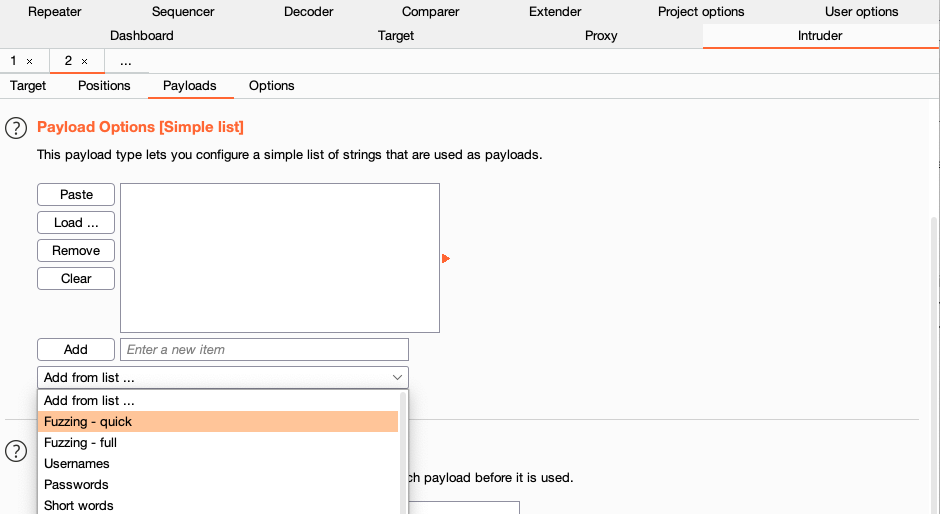 Repeater Sequencer Decoder Comparer Extender Project options User options
Dashboard Target Proxy Intruder
1 × 2 × ...
Target Positions Payloads Options
? Payload Options [Simple list]
This payload type lets you configure a simple list of strings that are used as payloads.
Paste
Load ...
Remove
Clear
Add Enter a new item
Add from list ...
Add from list ...
Fuzzing - quick
Fuzzing - full
?
Usernames
ch payload before it is used.
Passwords
Short words